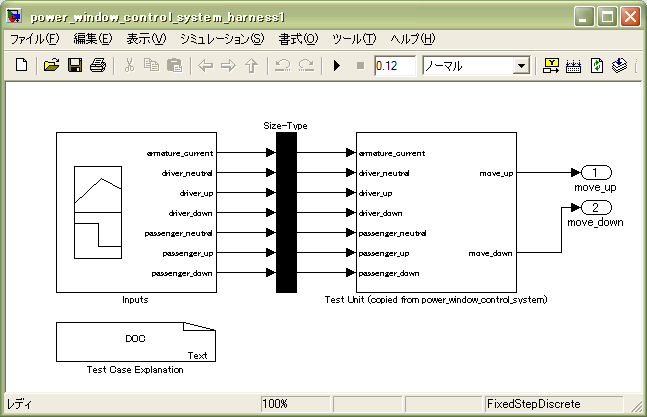 power_window_control_system_harness1
ファイル(F) 編集(E) 表示(V) シミュレーション(S) 書式(O) ツール(T) ヘルプ(H)
0.12 ノーマル
Size-Type
armature_current armature_current
driver_neutral driver_neutral move_up 1
driver_up driver_up move_up
driver_down driver_down 2
passenger_neutral passenger_neutral move_down
passenger_up passenger_up move_down
passenger_down passenger_down
Inputs Test Unit (copied from power_window_control_system)
DOC
Text
Test Case Explanation
レディ 100% FixedStepDiscrete